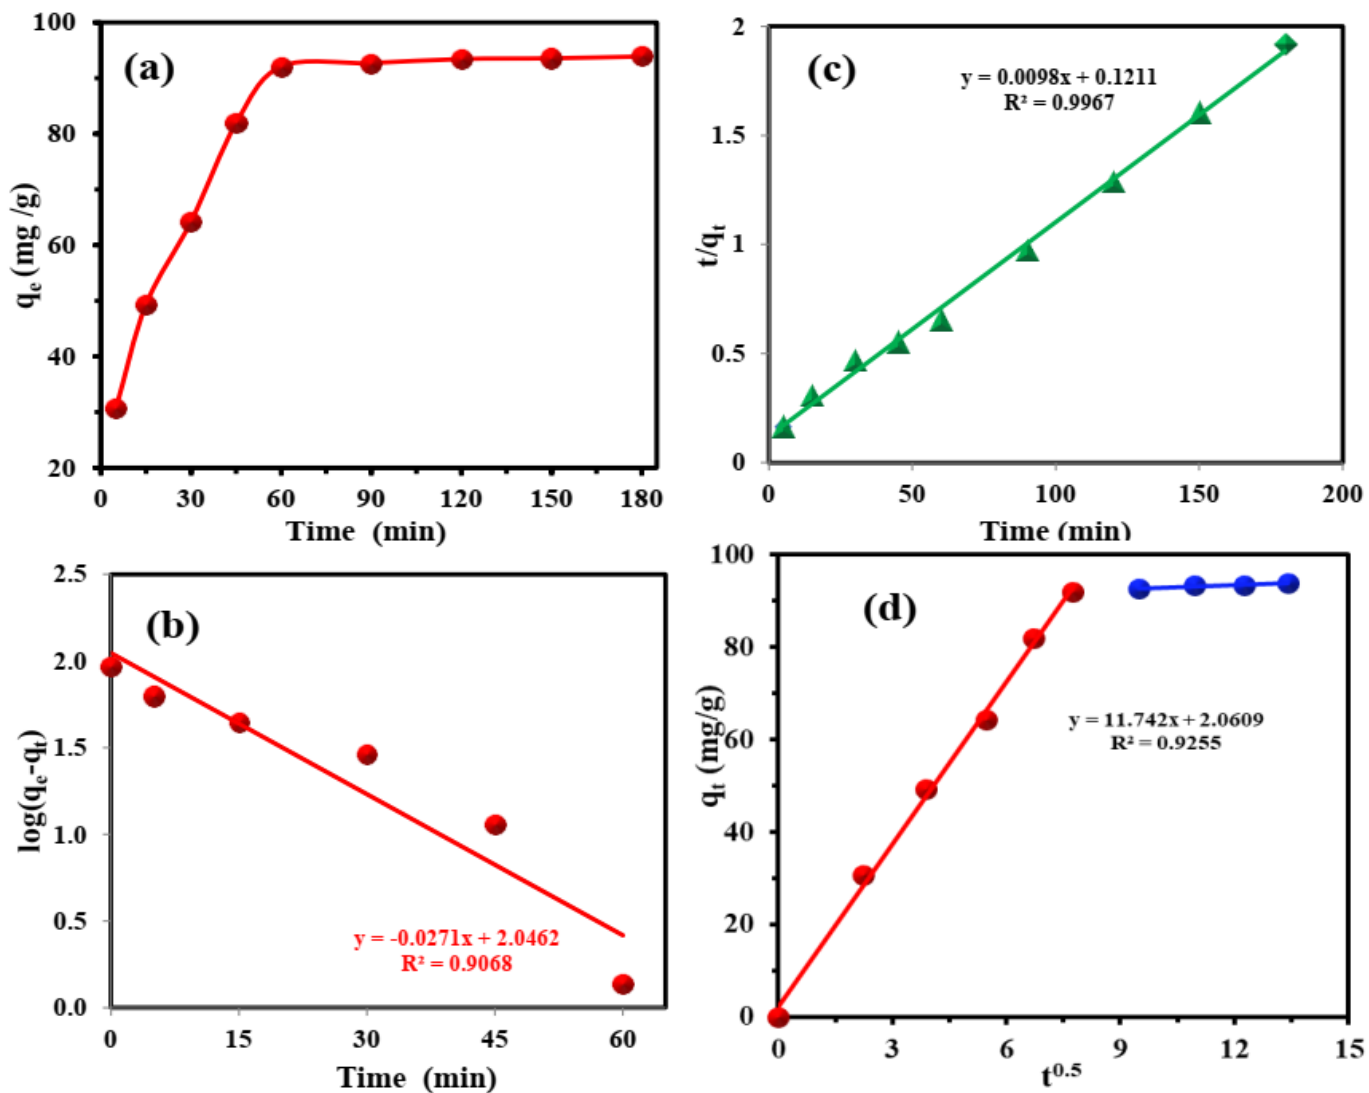 (a)
100
80
60
40
20
qe (mg /g)
0 30 60 90 120 150 180
Time (min)
(c)
y = 0.0098x + 0.1211
R² = 0.9967
2
1.5
1
0.5
0
t/qt
0 50 100 150 200
Time (min)
(b)
2.5
2.0
1.5
1.0
0.5
0.0
log(qe-qt)
y = -0.0271x + 2.0462
R² = 0.9068
0 15 30 45 60
Time (min)
(d)
100
80
60
40
20
0
qt (mg/g)
y = 11.742x + 2.0609
R² = 0.9255
0 3 6 9 12 15
t0.5